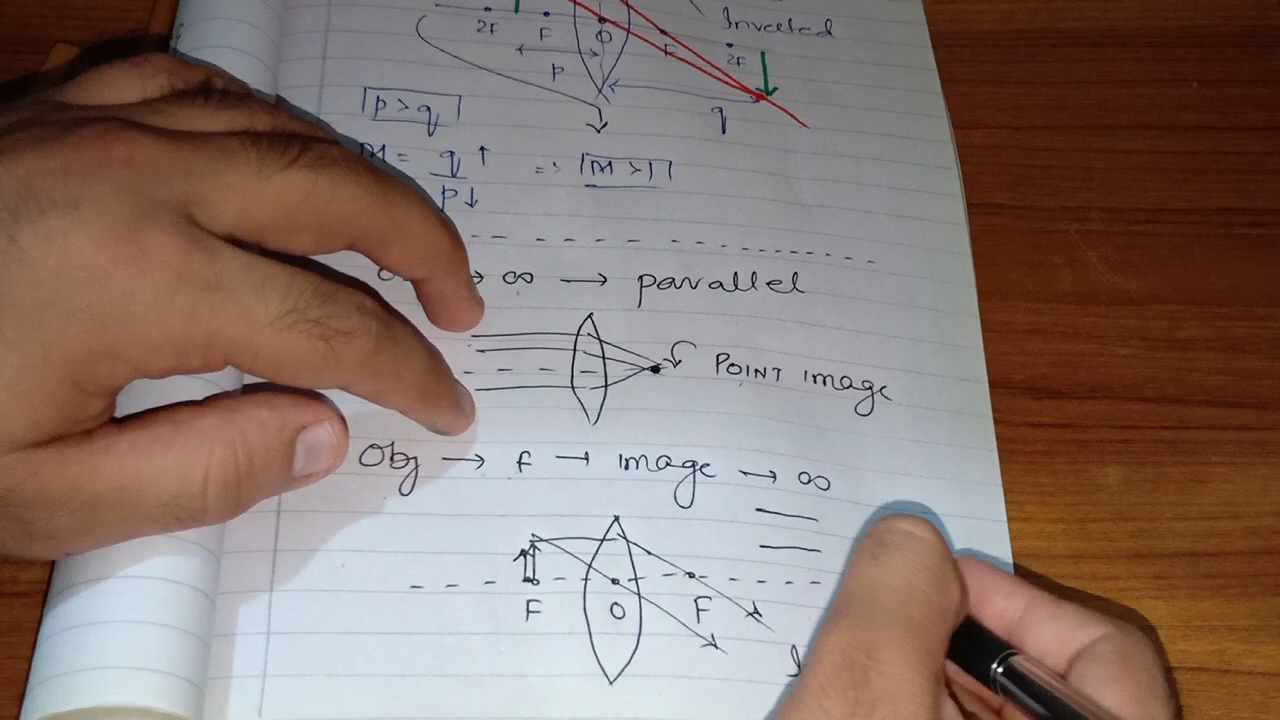 Inverted
2F F O F 2F
p
q
p > q
M = q ↑ => M > 1
p ↓
→ ∞ → parallel
POINT image
Obj → f → image → ∞
F O F